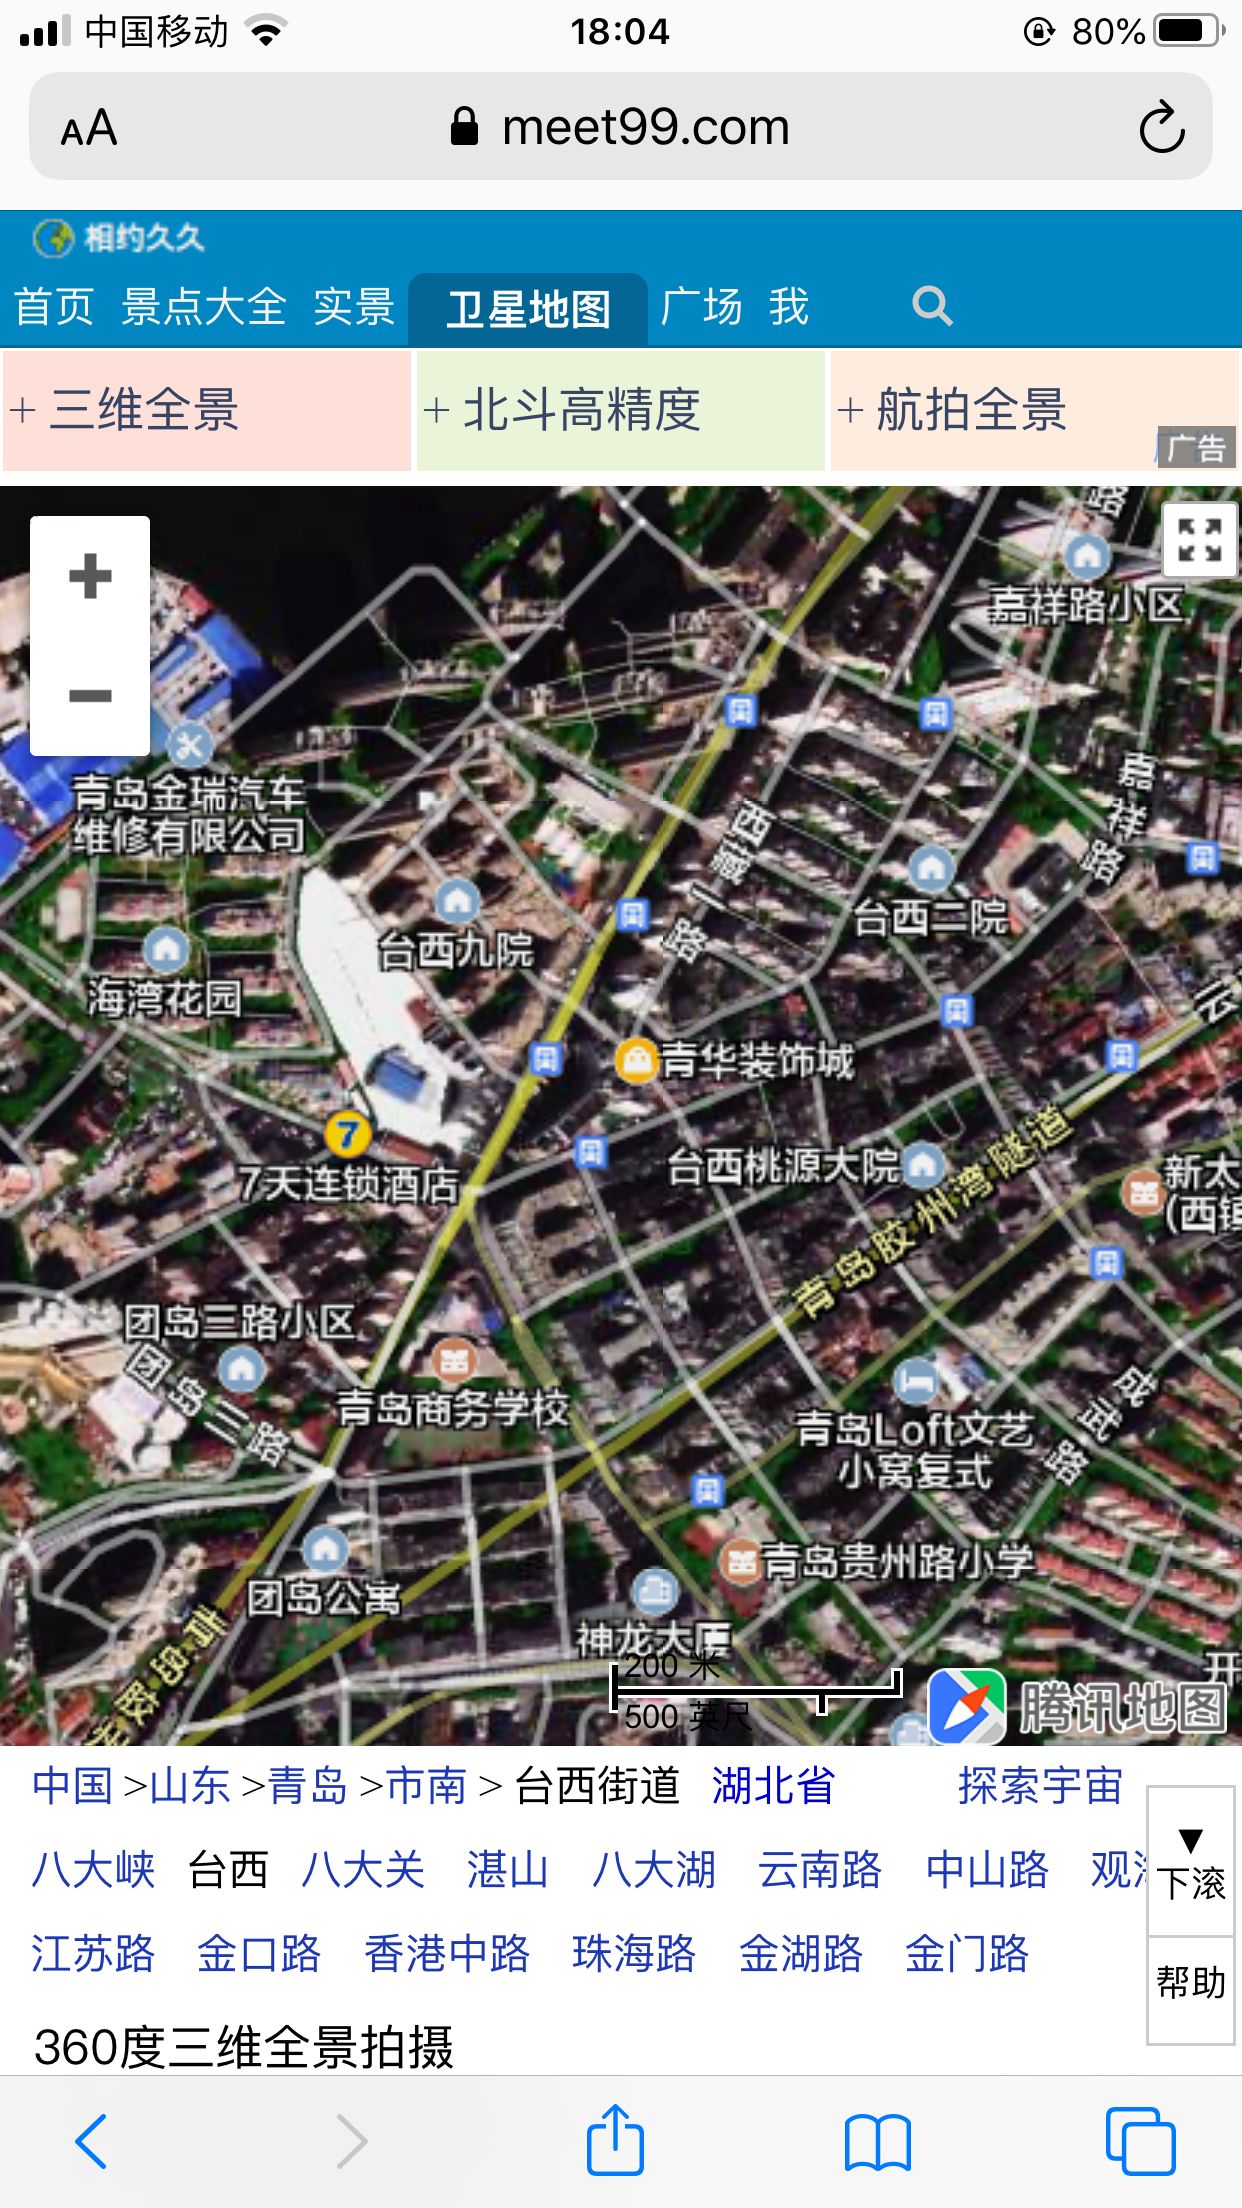 中国移动
18:04
80%
AA
meet99.com
相约久久
首页 景点大全 实景 卫星地图 广场 我
+ 三维全景
+ 北斗高精度
+ 航拍全景
广告
路
嘉祥路小区
青岛金瑞汽车
维修有限公司
嘉祥路
西藏一路
台西二院
台西九院
海湾花园
云
青华装饰城
7
7天连锁酒店
台西桃源大院
青岛胶州湾隧道
新太
团岛三路小区
团岛三路
青岛商务学校
成武路
青岛Loft文艺
小窝复式
青岛贵州路小学
团岛公寓
神龙大厦
青岛胶州
200 米
500 英尺
开
腾讯地图
中国 >山东 >青岛 >市南 > 台西街道 湖北省 探索宇宙
八大峡 台西 八大关 湛山 八大湖 云南路 中山路 观
江苏路 金口路 香港中路 珠海路 金湖路 金门路
▼
下滚
帮助
360度三维全景拍摄